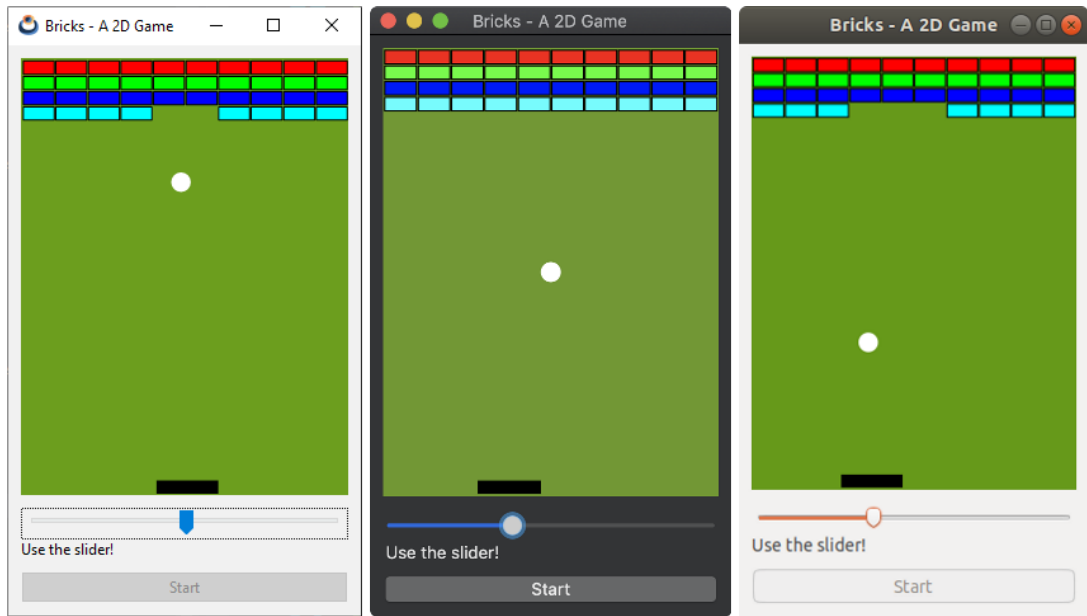 Bricks - A 2D Game
Use the slider!
Start
Bricks - A 2D Game
Use the slider!
Start
Bricks - A 2D Game
Use the slider!
Start